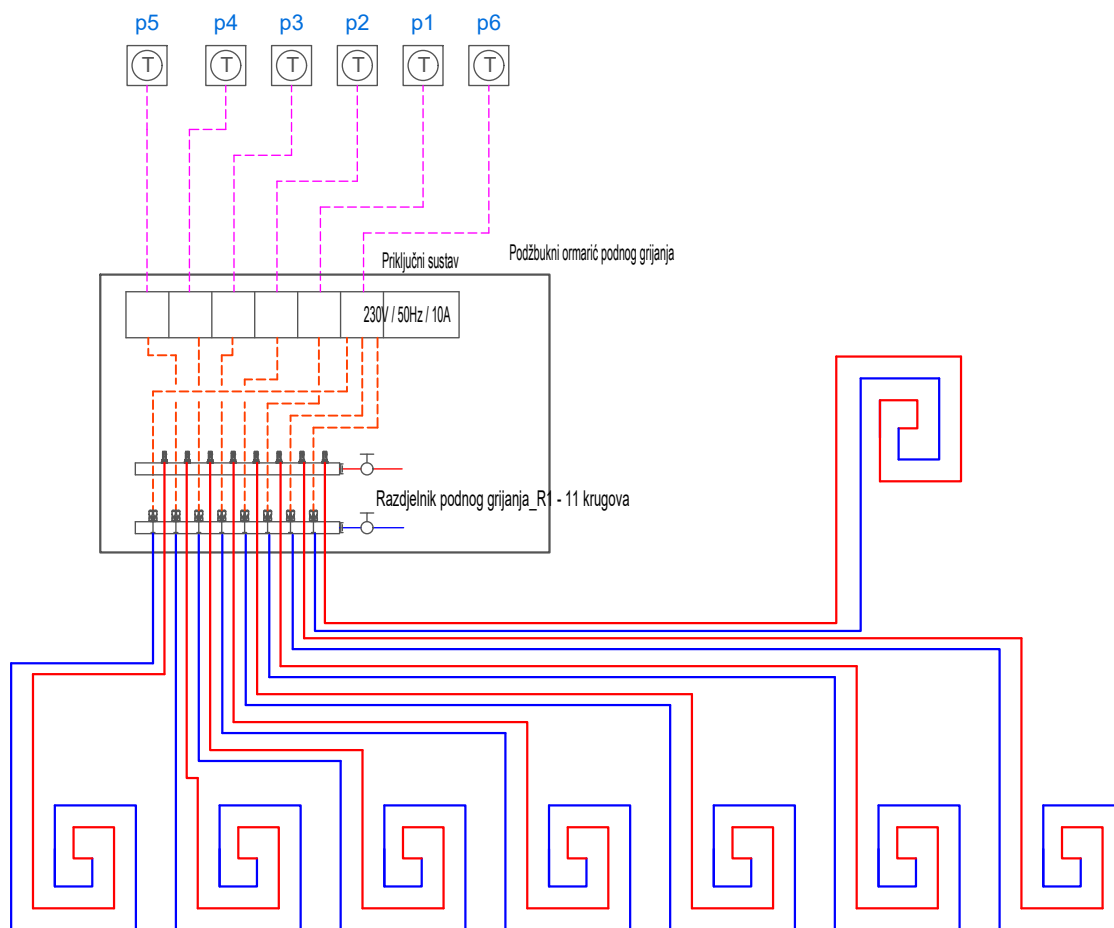 p5 p4 p3 p2 p1 p6
T T T T T T
Podžbukni ormarić podnog grijanja
Priključni sustav
230V / 50Hz / 10A
Razdjelnik podnog grijanja_R1 - 11 krugova